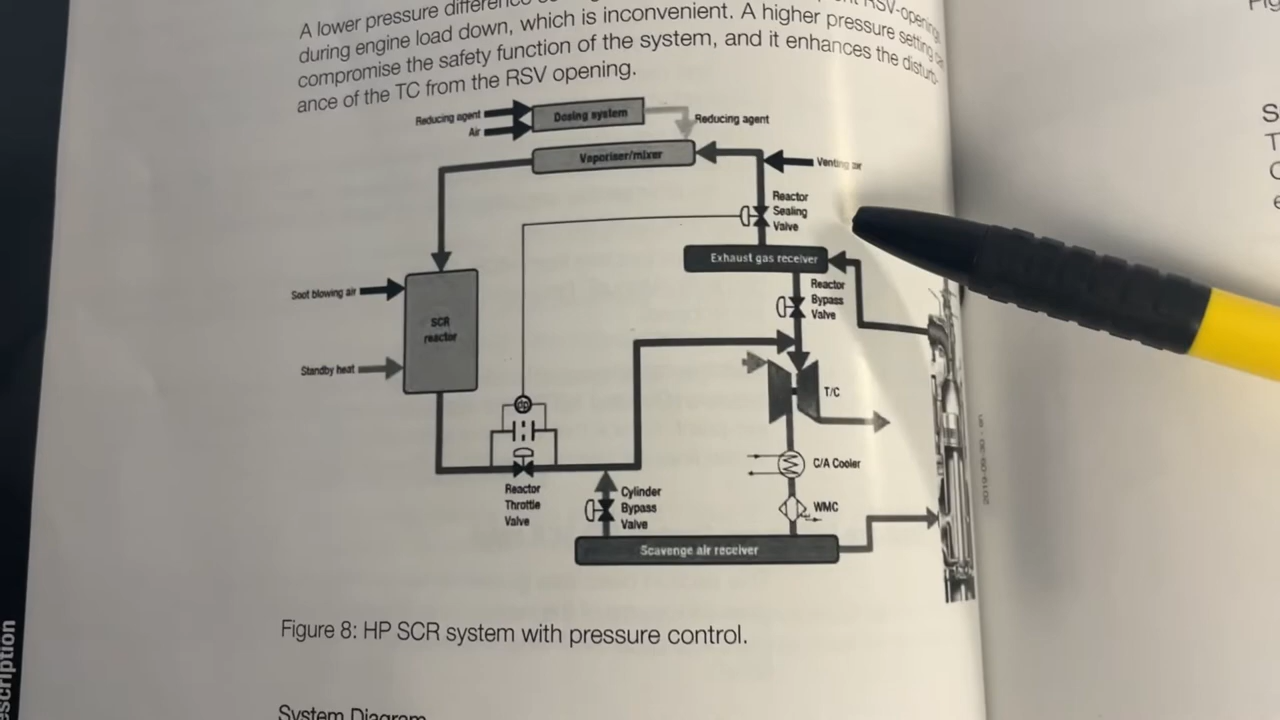 A lower pressure difference
during engine load down, which is inconvenient. A higher pressure setting
compromise the safety function of the system, and it enhances the disturb-
ance of the TC from the RSV opening.
Reducing agent
Air
Dosing system
Reducing agent
Vaporiser/mixer
Venting air
Reactor
Sealing
Valve
Exhaust gas receiver
Reactor
Bypass
Valve
Soot blowing air
SCR
reactor
Standby heat
dp
T/C
C/A Cooler
WMC
Reactor
Throttle
Valve
Cylinder
Bypass
Valve
Scavenge air receiver
Figure 8: HP SCR system with pressure control.
System Diagram